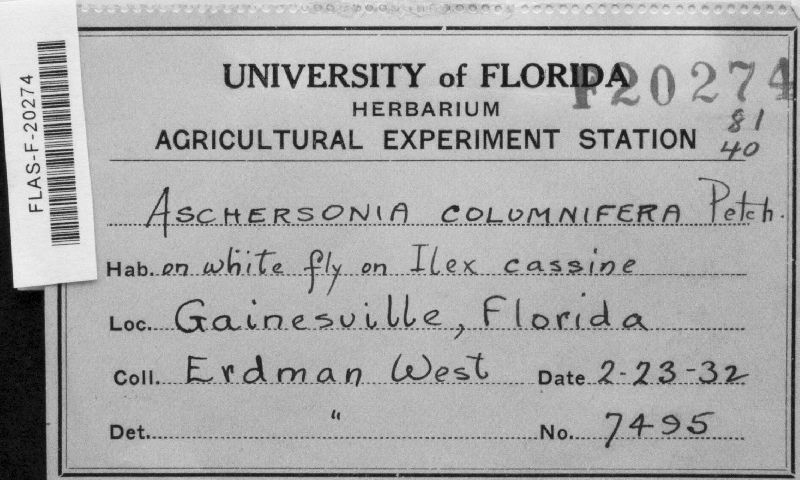 FLAS-F-20274
UNIVERSITY of FLORIDA F20274
HERBARIUM 81
AGRICULTURAL EXPERIMENT STATION 40
ASCHERSONIA COLUMNIFERA Petch.
Hab. on white fly on Ilex cassine
Loc. Gainesville, Florida
Coll. Erdman West Date 2-23-32
Det. " No. 7495